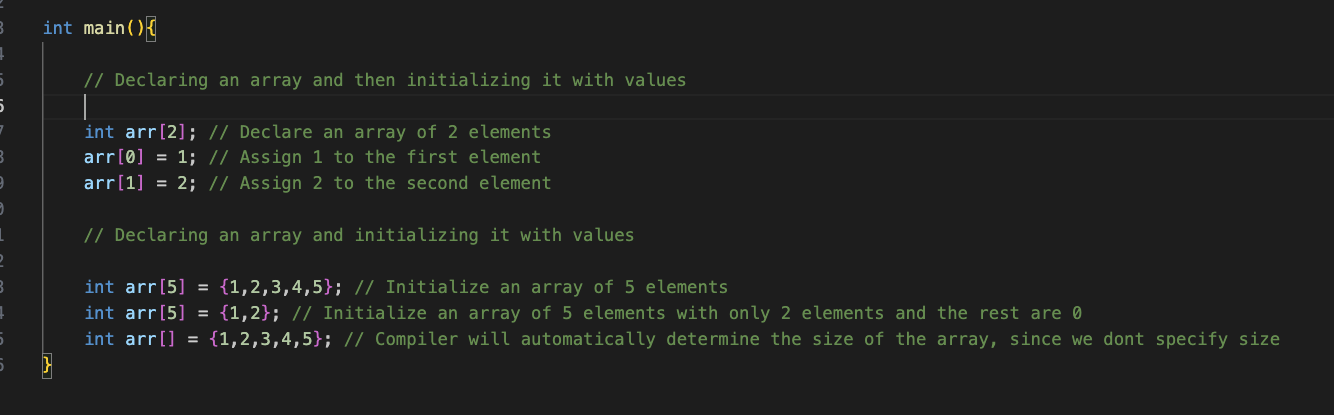 int main(){
// Declaring an array and then initializing it with values
int arr[2]; // Declare an array of 2 elements
arr[0] = 1; // Assign 1 to the first element
arr[1] = 2; // Assign 2 to the second element
// Declaring an array and initializing it with values
int arr[5] = {1,2,3,4,5}; // Initialize an array of 5 elements
int arr[5] = {1,2}; // Initialize an array of 5 elements with only 2 elements and the rest are 0
int arr[] = {1,2,3,4,5}; // Compiler will automatically determine the size of the array, since we dont specify size
}